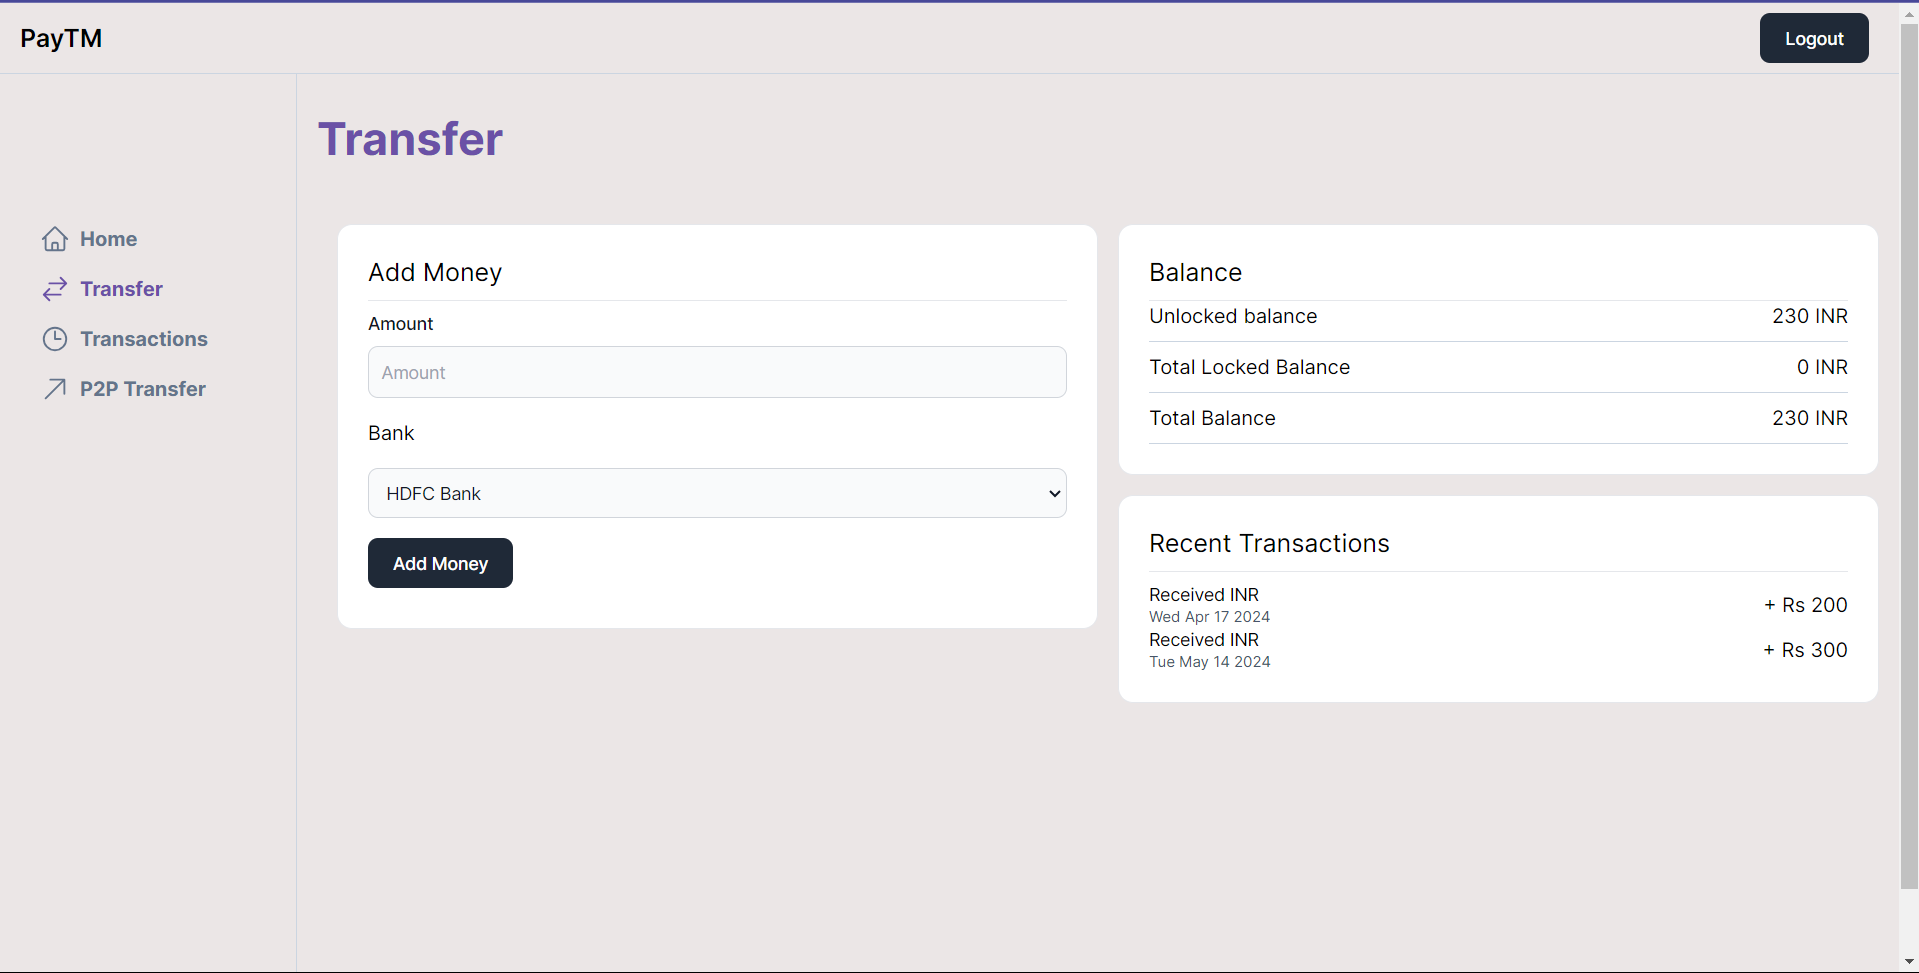 PayTM
Logout
Home
Transfer
Transactions
P2P Transfer
Transfer
Add Money
Amount
Amount
Bank
HDFC Bank
Add Money
Balance
Unlocked balance 230 INR
Total Locked Balance 0 INR
Total Balance 230 INR
Recent Transactions
Received INR
Wed Apr 17 2024
+ Rs 200
Received INR
Tue May 14 2024
+ Rs 300